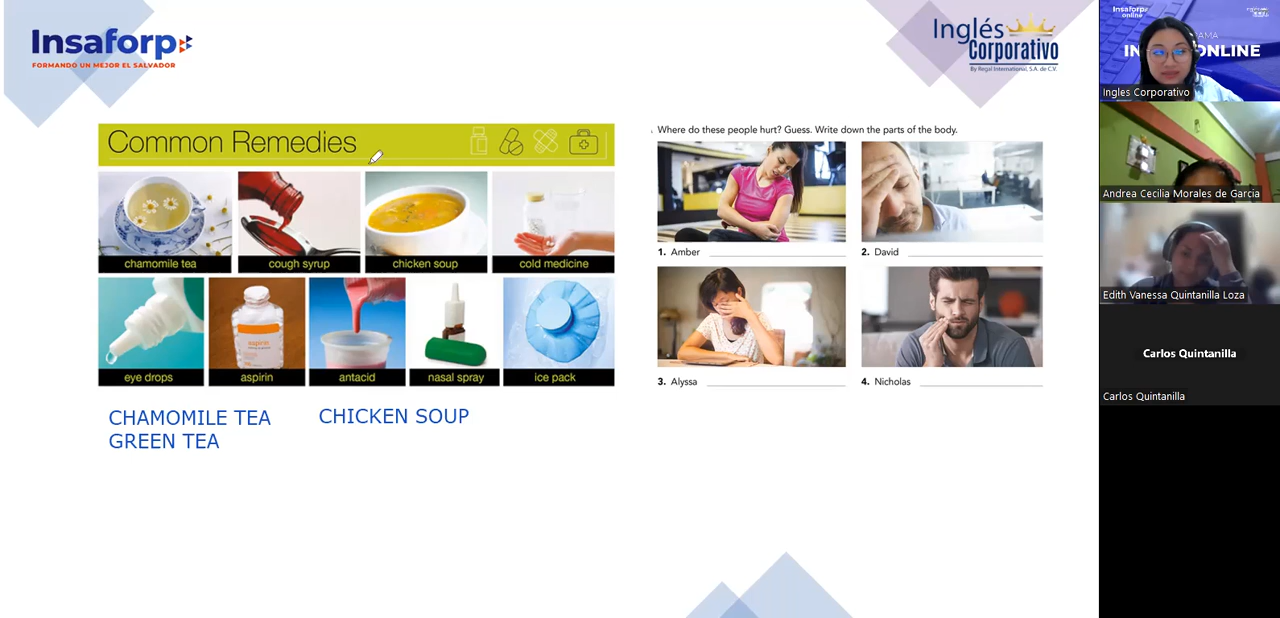 Insaforp
FORMANDO UN MEJOR EL SALVADOR
Inglés
Corporativo
By Regal International, S.A. de C.V.
Common Remedies
chamomile tea
cough syrup
chicken soup
cold medicine
eye drops
aspirin
antacid
nasal spray
ice pack
CHAMOMILE TEA
GREEN TEA
CHICKEN SOUP
Where do these people hurt? Guess. Write down the parts of the body.
1. Amber
2. David
3. Alyssa
4. Nicholas
Insaforp
online
Ingles Corporativo
Andrea Cecilia Morales de Garcia
Edith Vanessa Quintanilla Loza
Carlos Quintanilla
Carlos Quintanilla